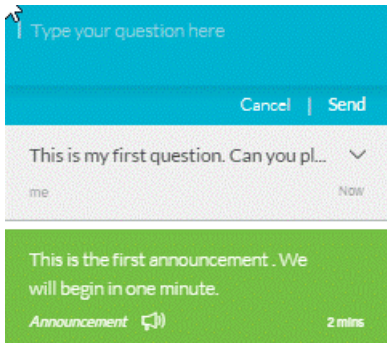 Type your question here
Cancel | Send
This is my first question. Can you pl...
me Now
This is the first announcement . We
will begin in one minute.
Announcement 2 mins